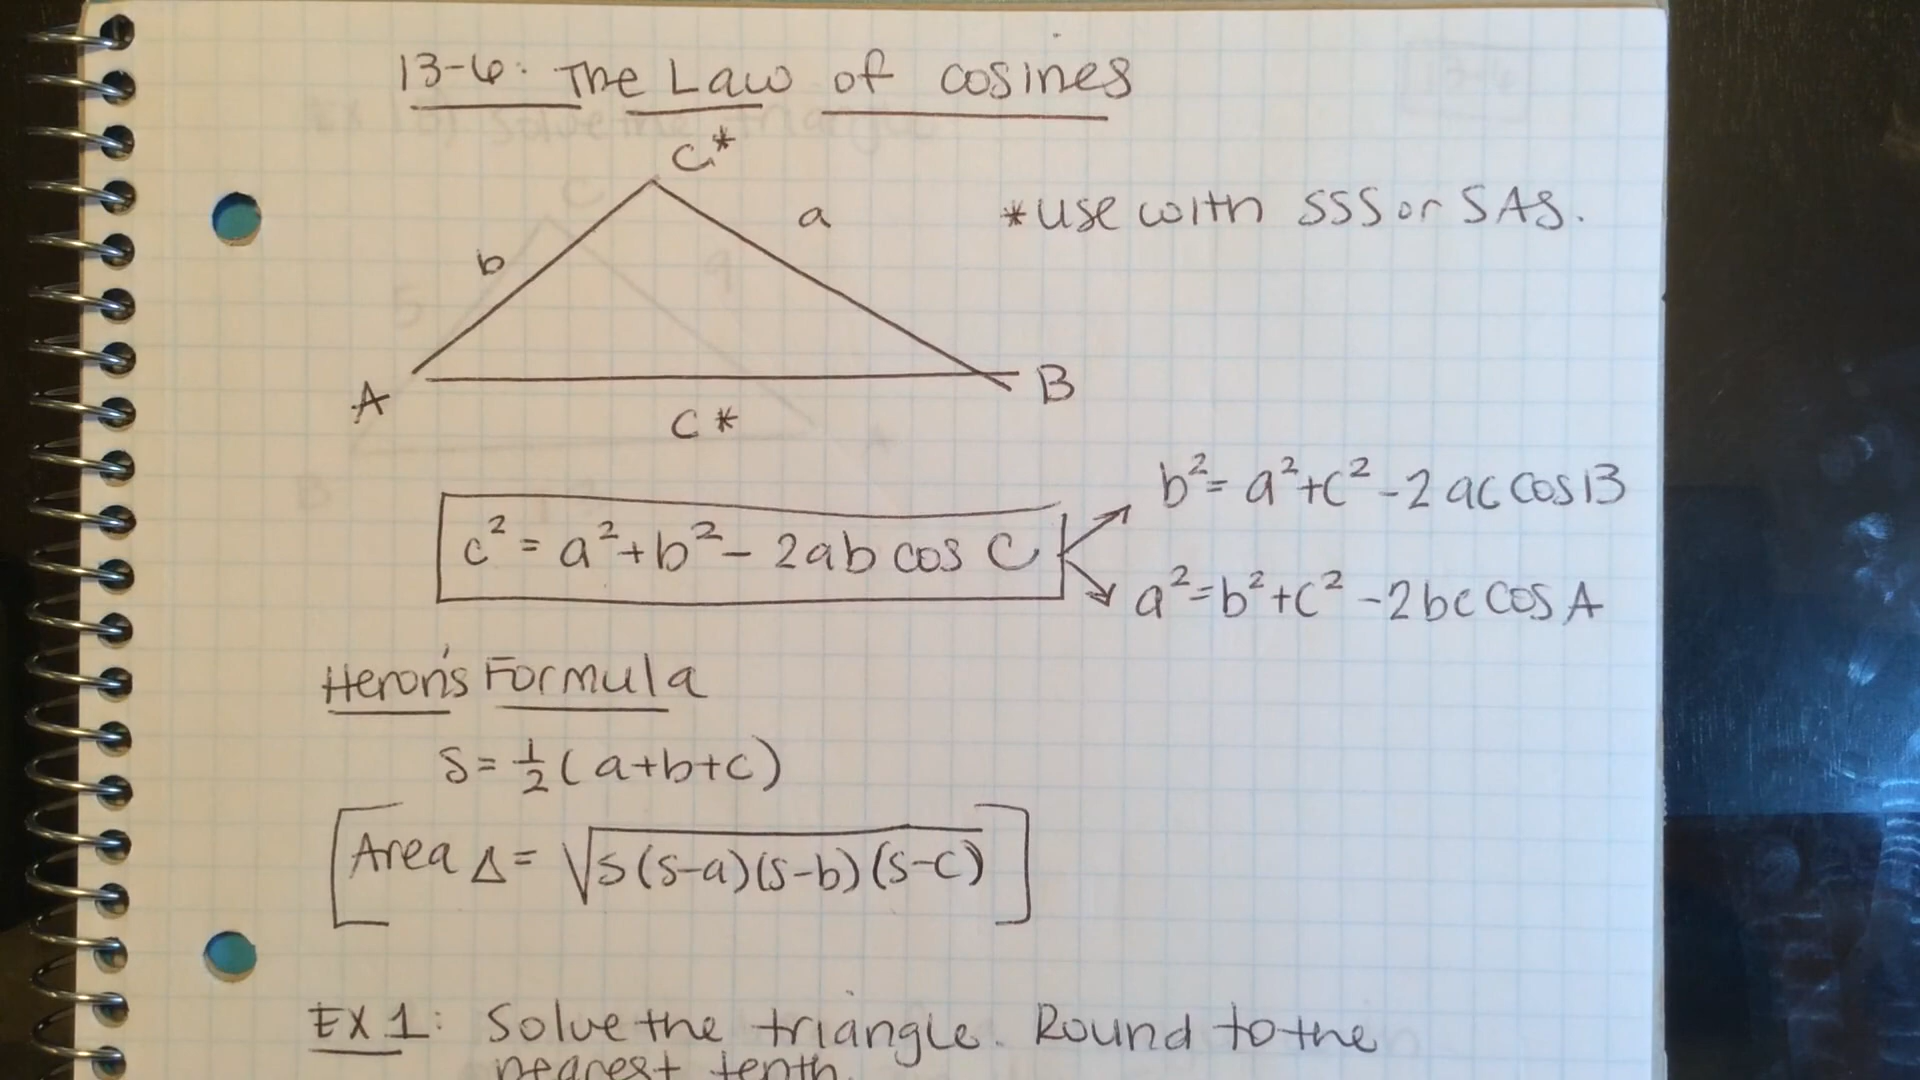 13-6: The Law of cosines
C*
b
a
*use with SSS or SAS.
A
B
c*
c² = a²+b²- 2ab cos C
b²= a²+c² -2ac cosB
a²=b²+c² -2bc cos A
Heron's Formula
S= ½(a+b+c)
Area Δ= √s(s-a)(s-b)(s-c)
EX 1: Solve the triangle. Round to the
nearest tenth.